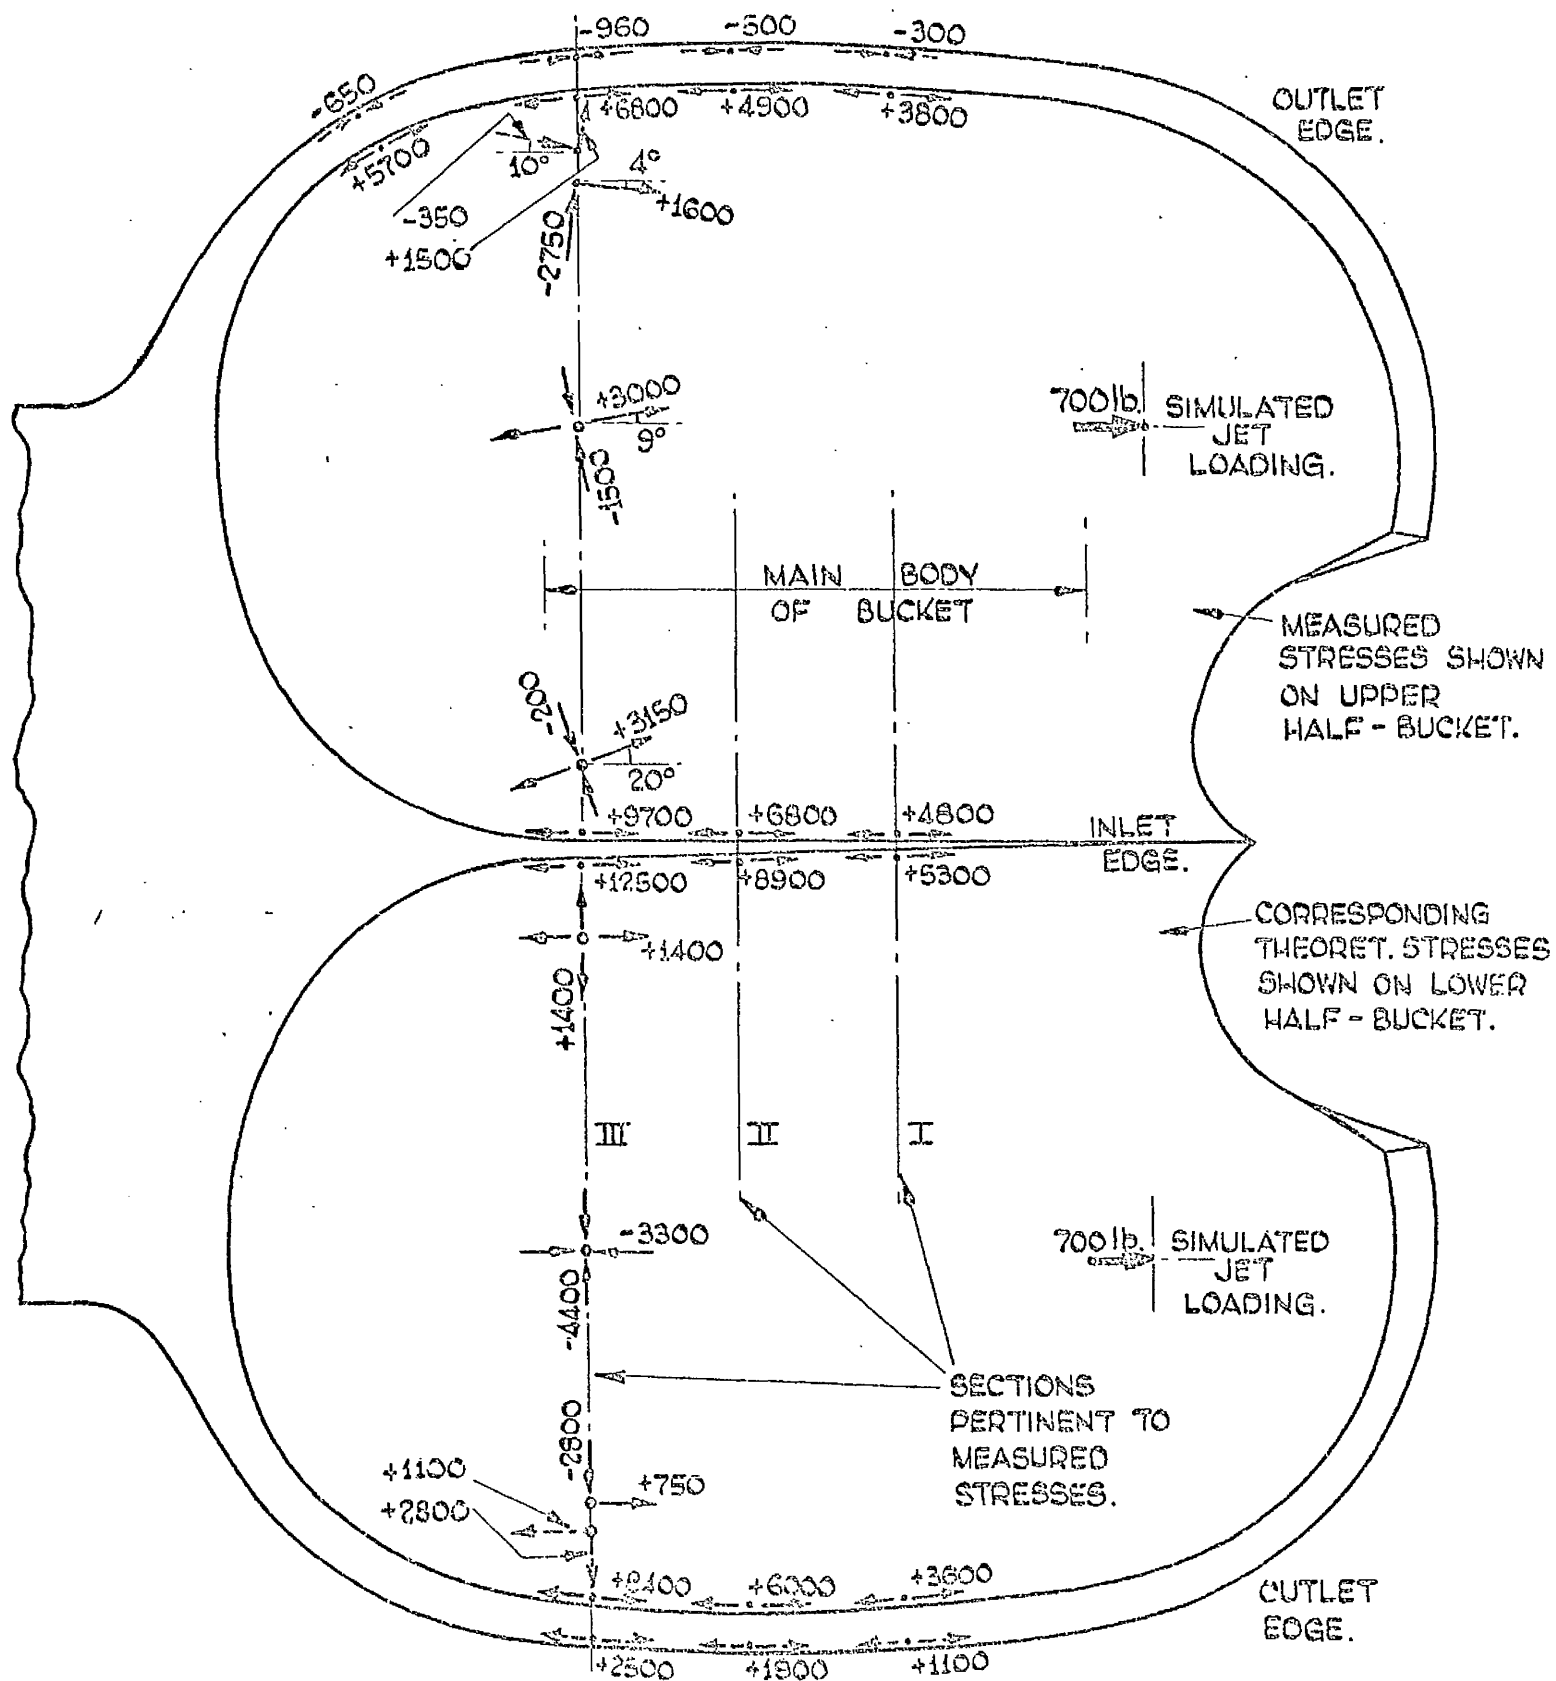 -960
-500
-300
-650
+6800
+4900
+3800
OUTLET
EDGE.
+5700
10°
4°
+1600
-350
+1500
-2750
+3000
9°
-1500
700 lb.
SIMULATED
JET
LOADING.
MAIN BODY
OF BUCKET
MEASURED
STRESSES SHOWN
ON UPPER
HALF - BUCKET.
-200
+3150
20°
+9700
+6800
+4800
INLET
EDGE.
+12500
+8900
+5300
+1400
+1400
CORRESPONDING
THEORET. STRESSES
SHOWN ON LOWER
HALF - BUCKET.
III
II
I
-3300
-4400
700 lb.
SIMULATED
JET
LOADING.
SECTIONS
PERTINENT TO
MEASURED
STRESSES.
-2800
+1100
+2800
+750
+6000
+3600
OUTLET
EDGE.
+1900
+1100